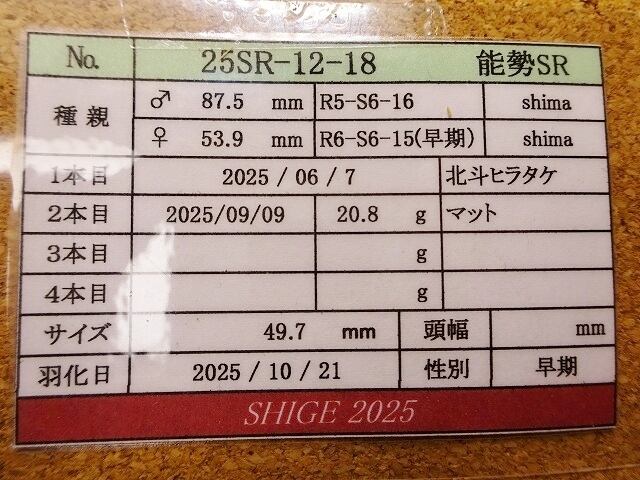 No. 25SR-12-18 能勢SR
種親 ♂ 87.5 mm R5-S6-16 shima
♀ 53.9 mm R6-S6-15(早期) shima
1本目 2025 / 06 / 7 北斗ヒラタケ
2本目 2025/09/09 20.8 g マット
3本目 g
4本目 g
サイズ 49.7 mm 頭幅 mm
羽化日 2025 / 10 / 21 性別 早期
SHIGE 2025